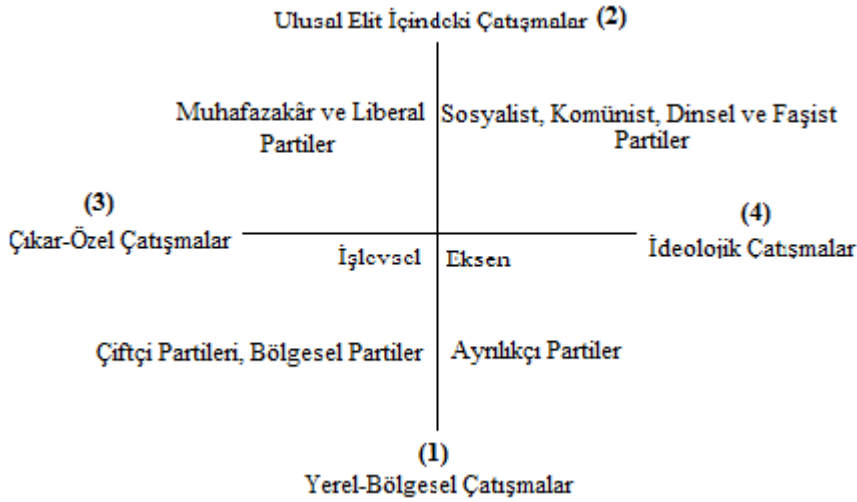 Ulusal Elit İçindeki Çatışmalar (2)
Muhafazakâr ve Liberal
Partiler
Sosyalist, Komünist, Dinsel ve Faşist
Partiler
(3)
Çıkar-Özel Çatışmalar
(4)
İdeolojik Çatışmalar
İşlevsel
Eksen
Çiftçi Partileri, Bölgesel Partiler
Ayrılıkçı Partiler
(1)
Yerel-Bölgesel Çatışmalar